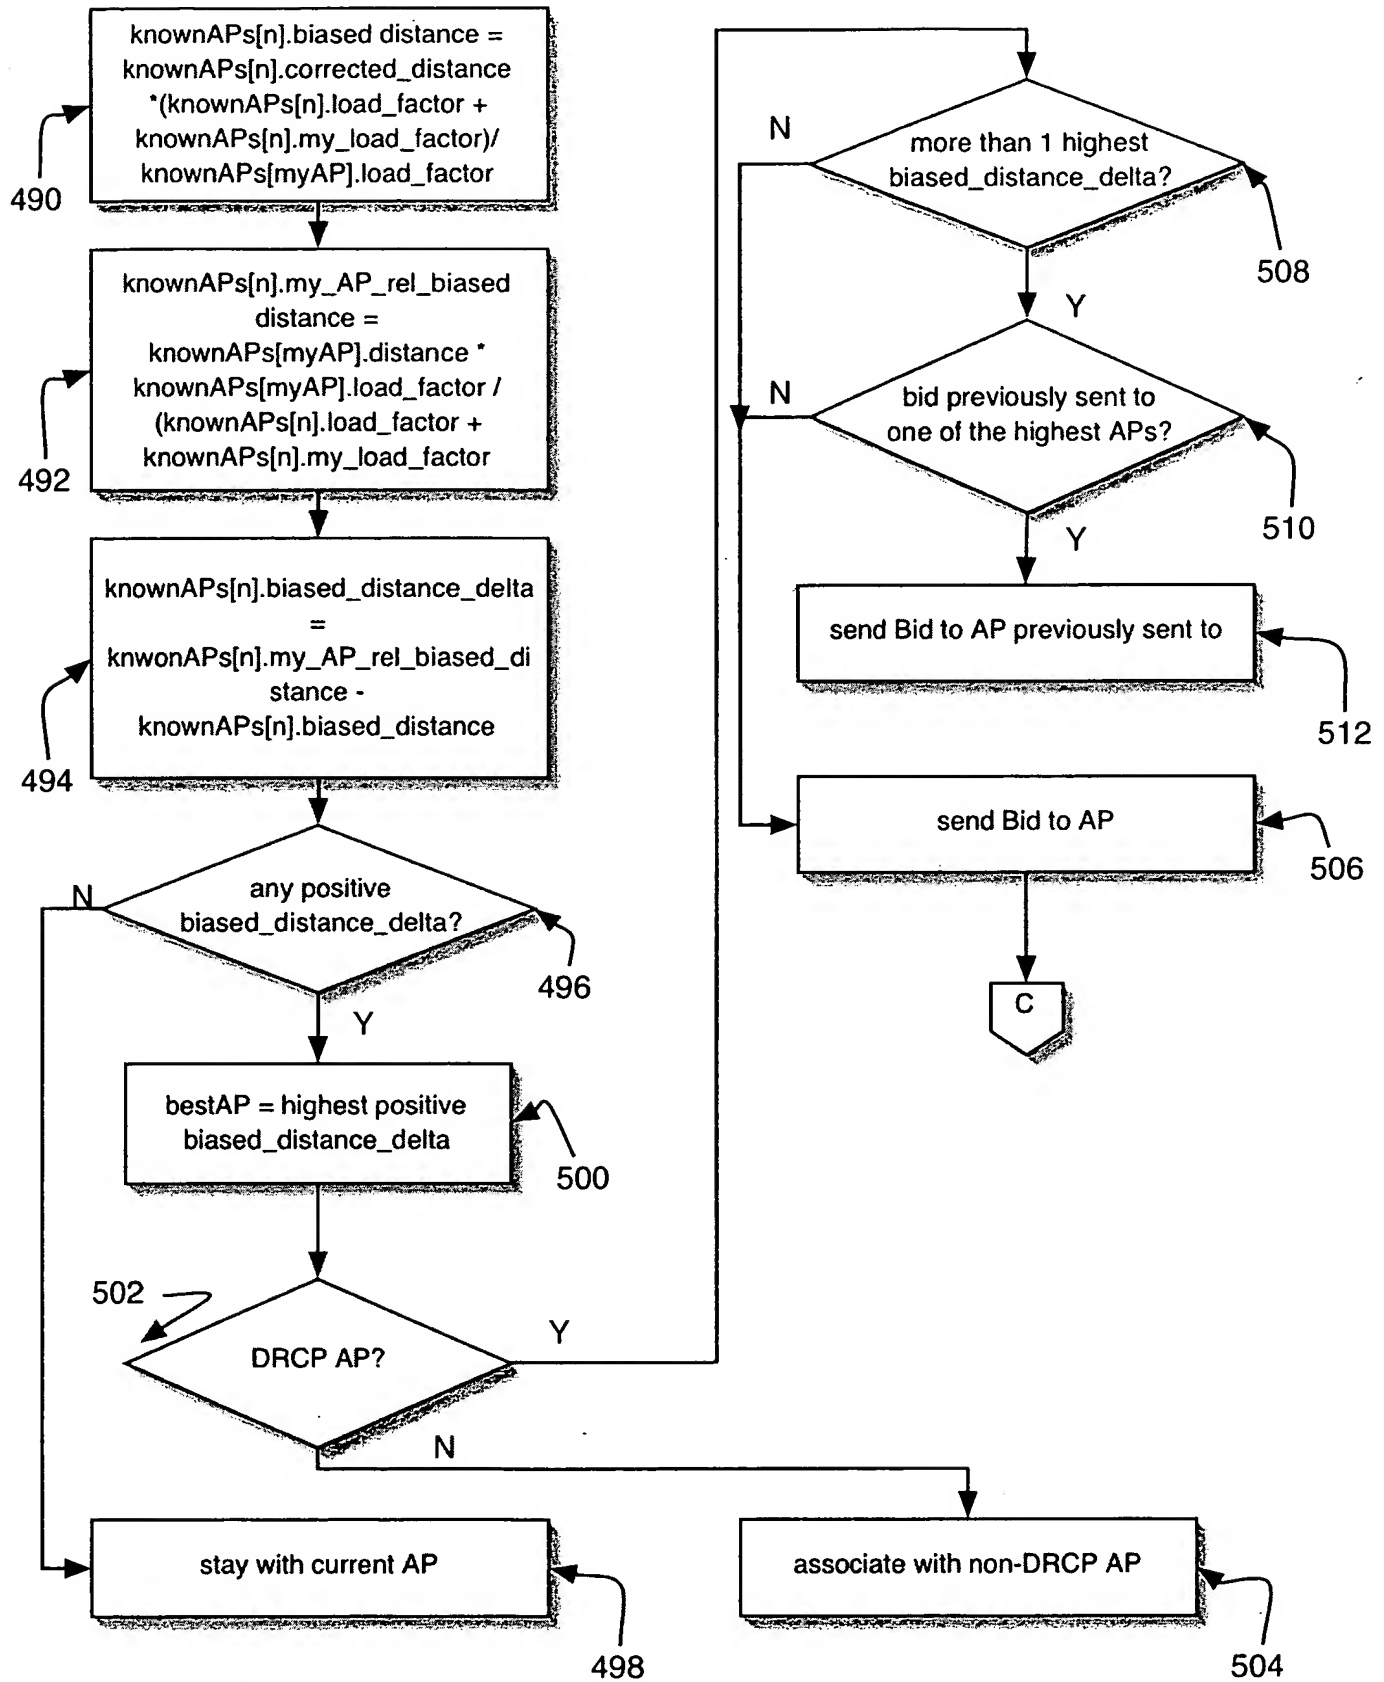 knownAPs[n].biased distance =
knownAPs[n].corrected_distance
*(knownAPs[n].load_factor +
knownAPs[n].my_load_factor)/
knownAPs[myAP].load_factor
490
knownAPs[n].my_AP_rel_biased
distance =
knownAPs[myAP].distance *
knownAPs[myAP].load_factor /
(knownAPs[n].load_factor +
knownAPs[n].my_load_factor
492
knownAPs[n].biased_distance_delta
=
knwonAPs[n].my_AP_rel_biased_di
stance -
knownAPs[n].biased_distance
494
N
any positive
biased_distance_delta?
496
Y
bestAP = highest positive
biased_distance_delta
500
502
DRCP AP?
Y
N
stay with current AP
498
associate with non-DRCP AP
504
N
more than 1 highest
biased_distance_delta?
508
Y
N
bid previously sent to
one of the highest APs?
510
Y
send Bid to AP previously sent to
512
send Bid to AP
506
C